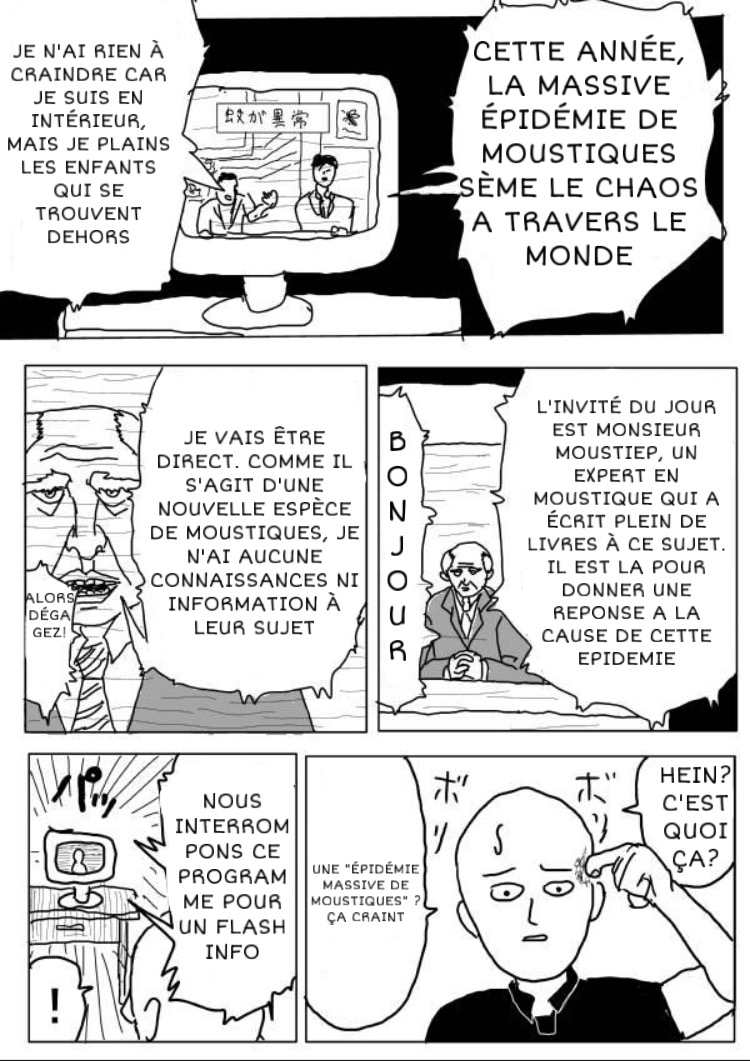 CETTE ANNÉE,
LA MASSIVE
ÉPIDÉMIE DE
MOUSTIQUES
SÈME LE CHAOS
A TRAVERS LE
MONDE
蚊が異常
JE N'AI RIEN À
CRAINDRE CAR
JE SUIS EN
INTÉRIEUR,
MAIS JE PLAINS
LES ENFANTS
QUI SE
TROUVENT
DEHORS
L'INVITÉ DU JOUR
EST MONSIEUR
MOUSTIEP, UN
EXPERT EN
MOUSTIQUE QUI A
ÉCRIT PLEIN DE
LIVRES À CE SUJET.
IL EST LA POUR
DONNER UNE
REPONSE A LA
CAUSE DE CETTE
EPIDEMIE
BONJOUR
JE VAIS ÊTRE
DIRECT. COMME IL
S'AGIT D'UNE
NOUVELLE ESPÈCE
DE MOUSTIQUES, JE
N'AI AUCUNE
CONNAISSANCES NI
INFORMATION À
LEUR SUJET
ALORS
DÉGA
GEZ!
HEIN?
C'EST
QUOI
ÇA?
ボリ
ボリ
UNE "ÉPIDÉMIE
MASSIVE DE
MOUSTIQUES" ?
ÇA CRAINT
パッ
NOUS
INTERROM
PONS CE
PROGRAM
ME POUR
UN FLASH
INFO
!